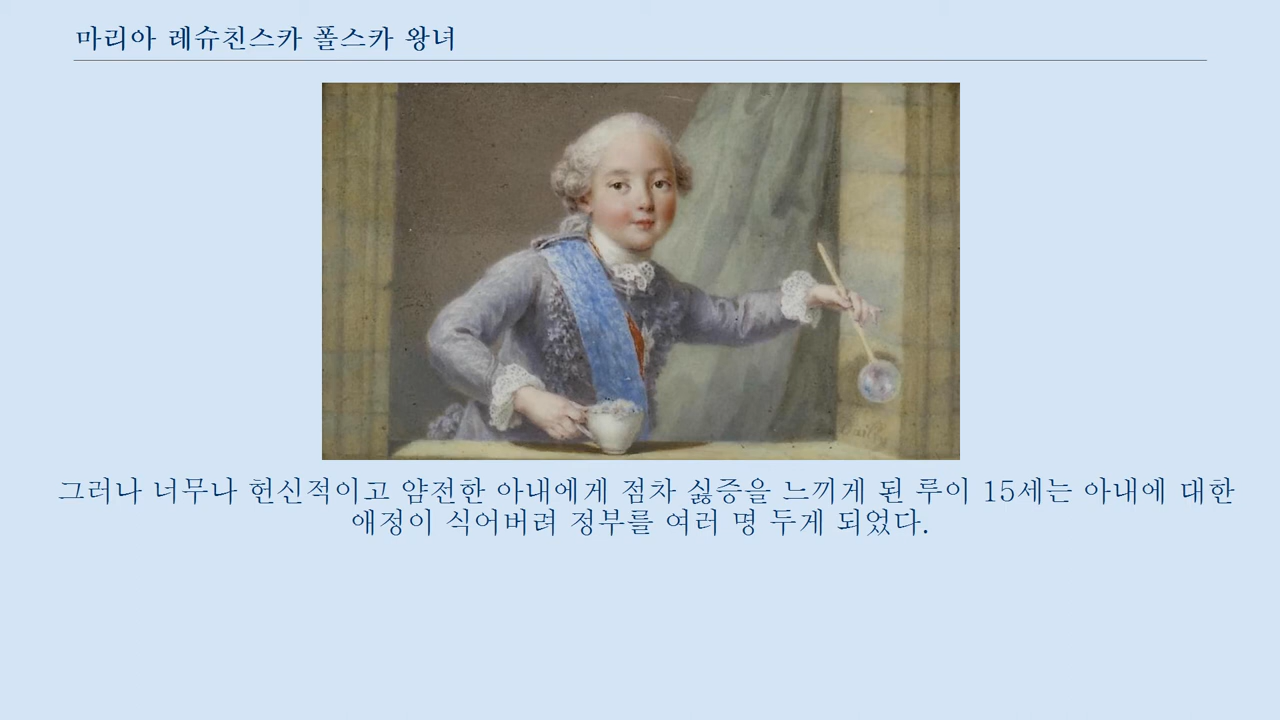 마리아 레슈친스카 폴스카 왕녀
그러나 너무나 헌신적이고 얌전한 아내에게 점차 싫증을 느끼게 된 루이 15세는 아내에 대한
애정이 식어버려 정부를 여러 명 두게 되었다.